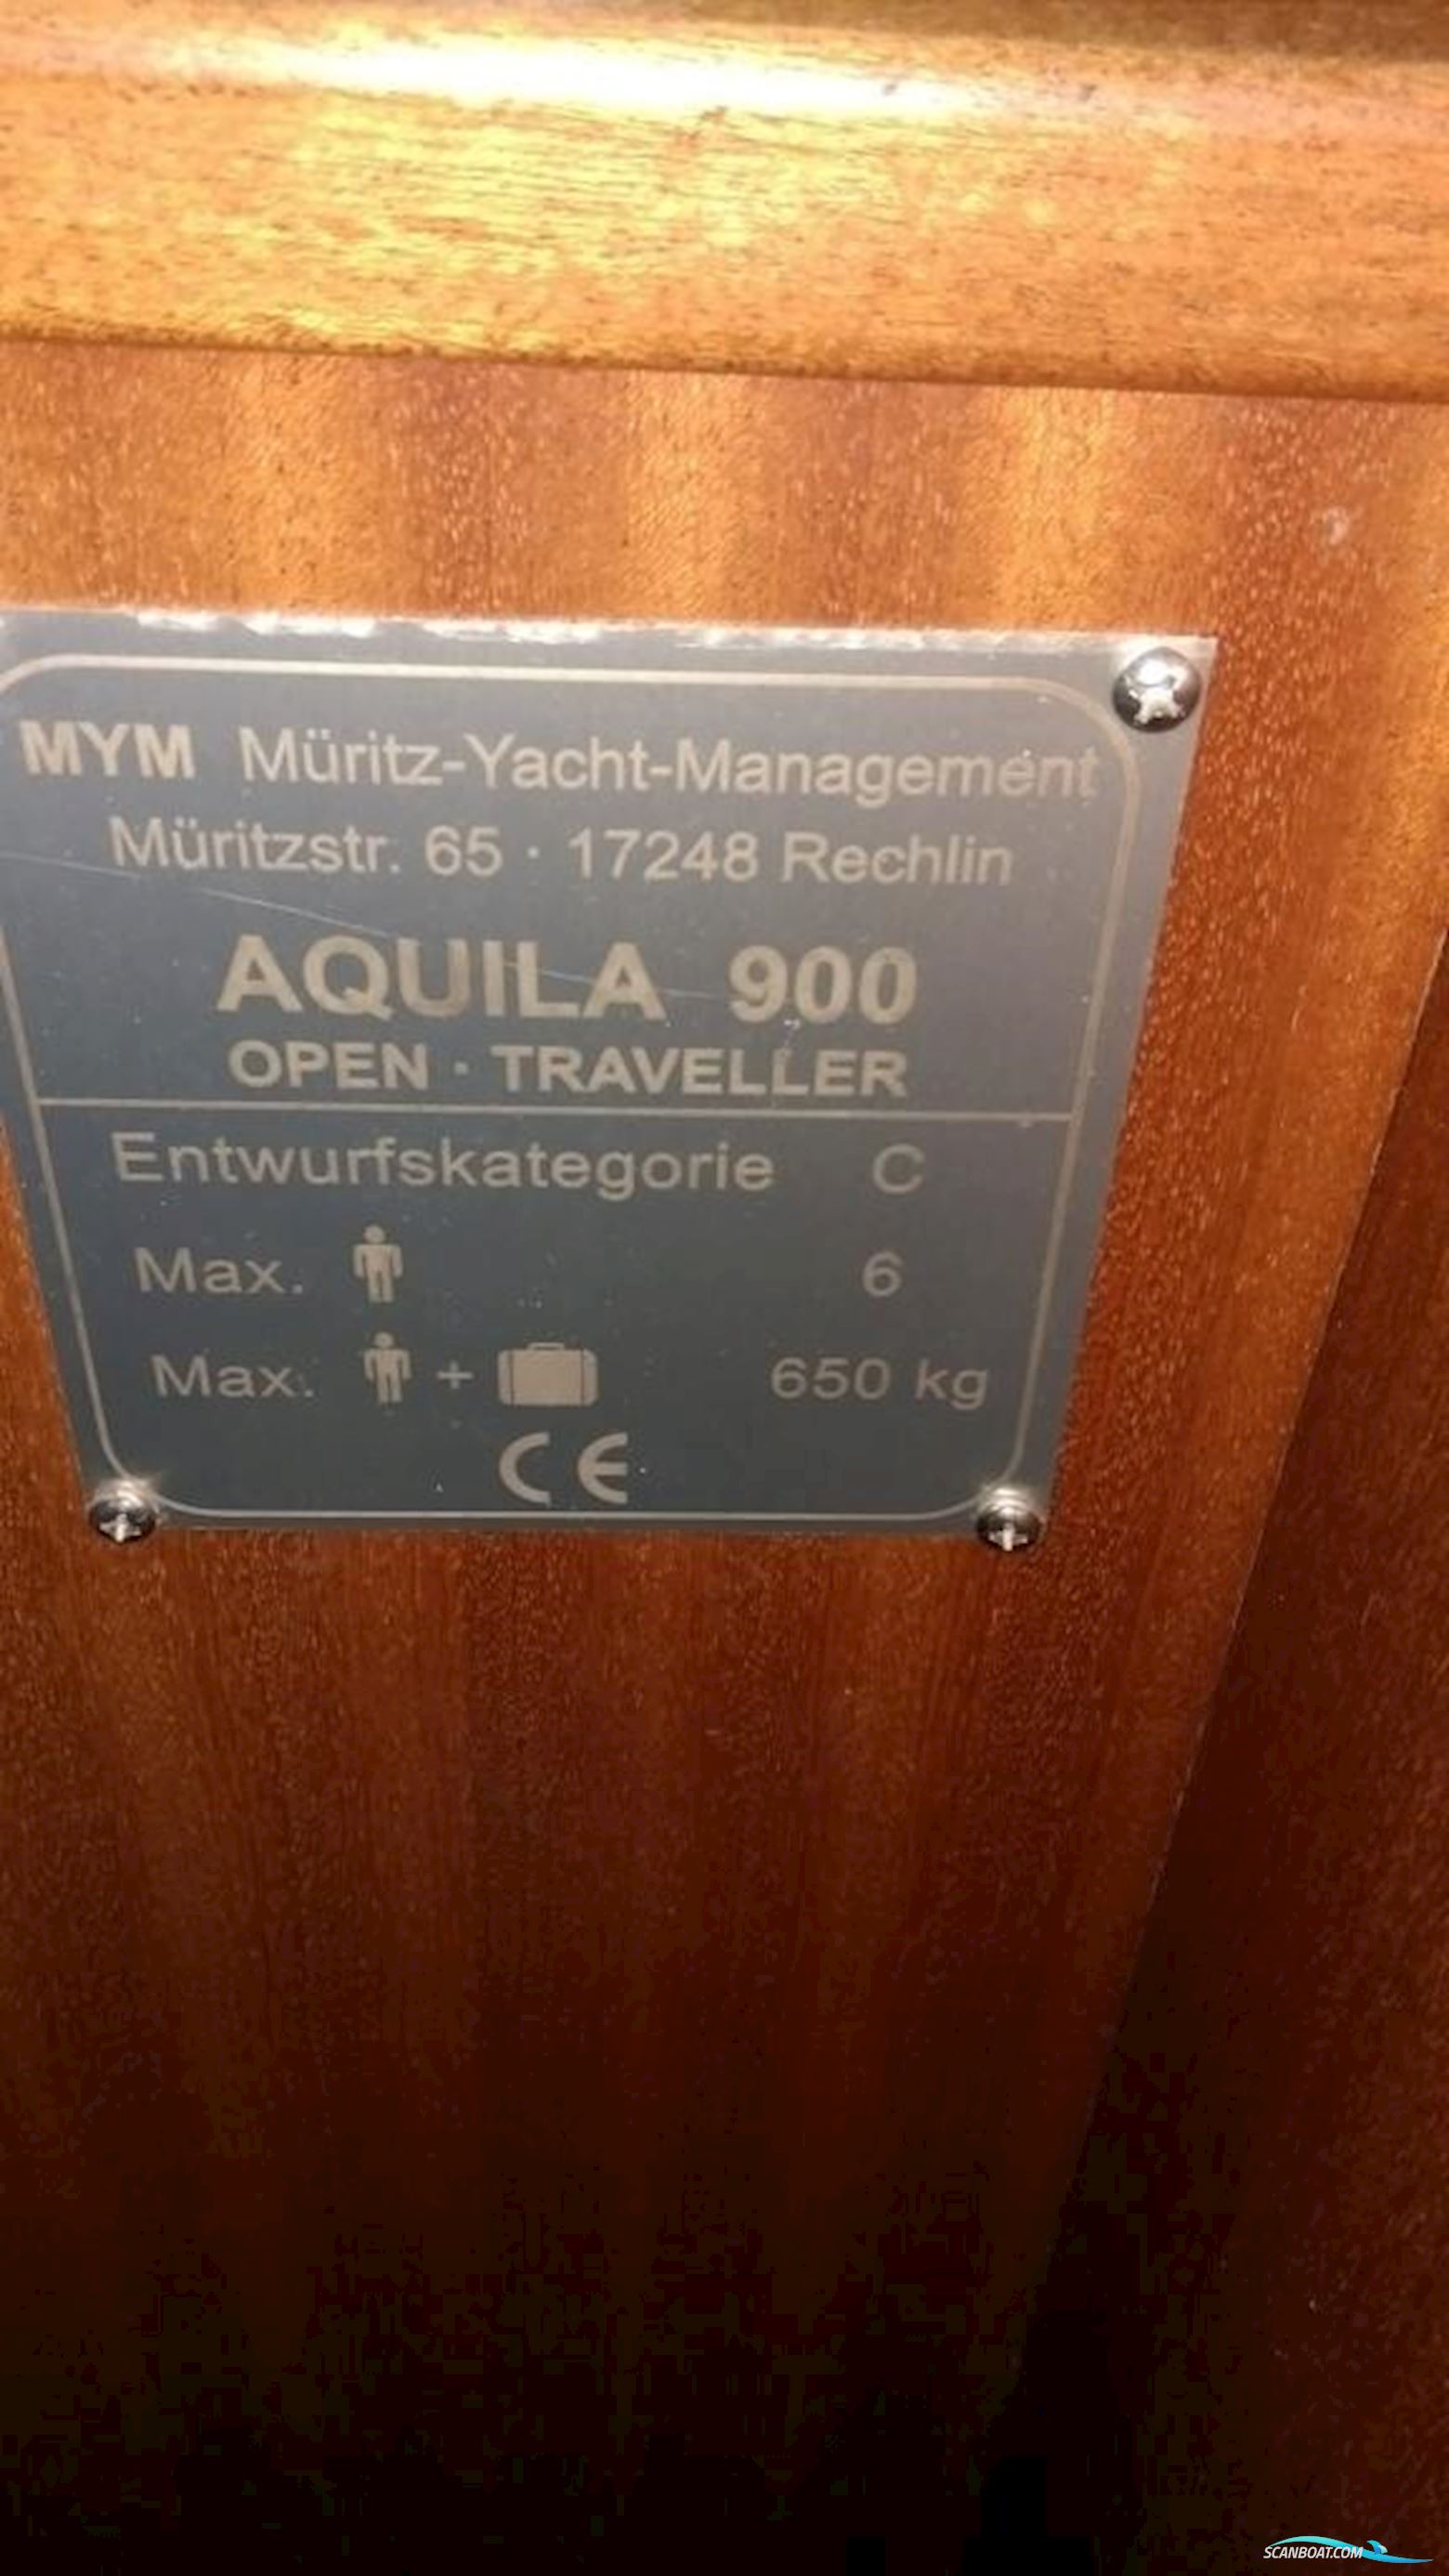 MYM Müritz-Yacht-Management
Müritzstr. 65 · 17248 Rechlin
AQUILA 900
OPEN · TRAVELLER
Entwurfskategorie C
Max. 6
Max. + 650 kg
CE
SCANBOAT.COM